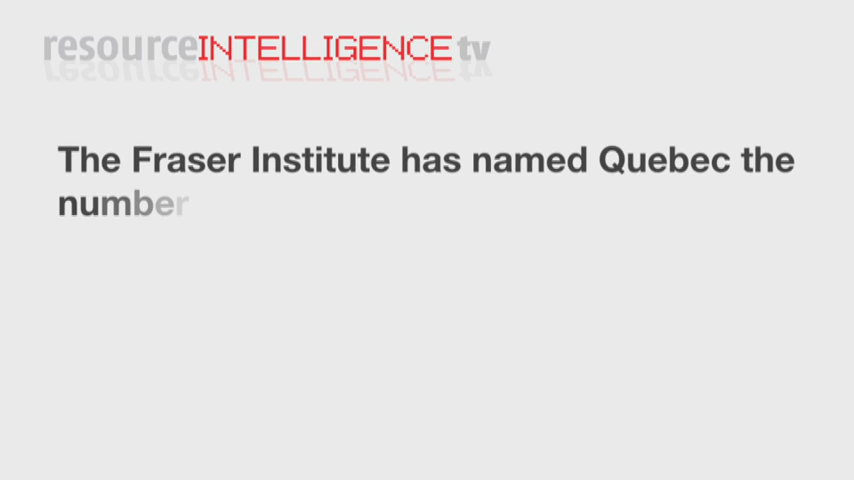 resourceINTELLIGENCE tv
The Fraser Institute has named Quebec the
number